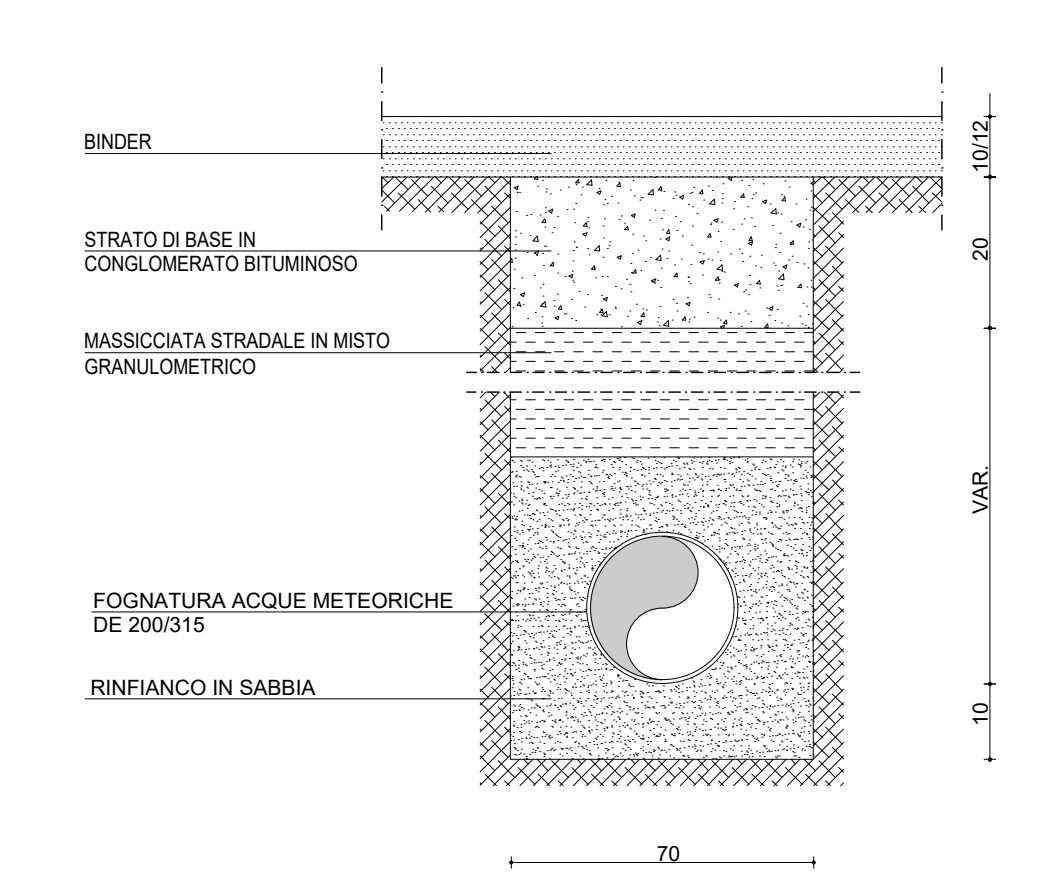 BINDER
10/12
STRATO DI BASE IN
CONGLOMERATO BITUMINOSO
20
MASSICCIATA STRADALE IN MISTO
GRANULOMETRICO
VAR.
FOGNATURA ACQUE METEORICHE
DE 200/315
RINFIANCO IN SABBIA
10
70